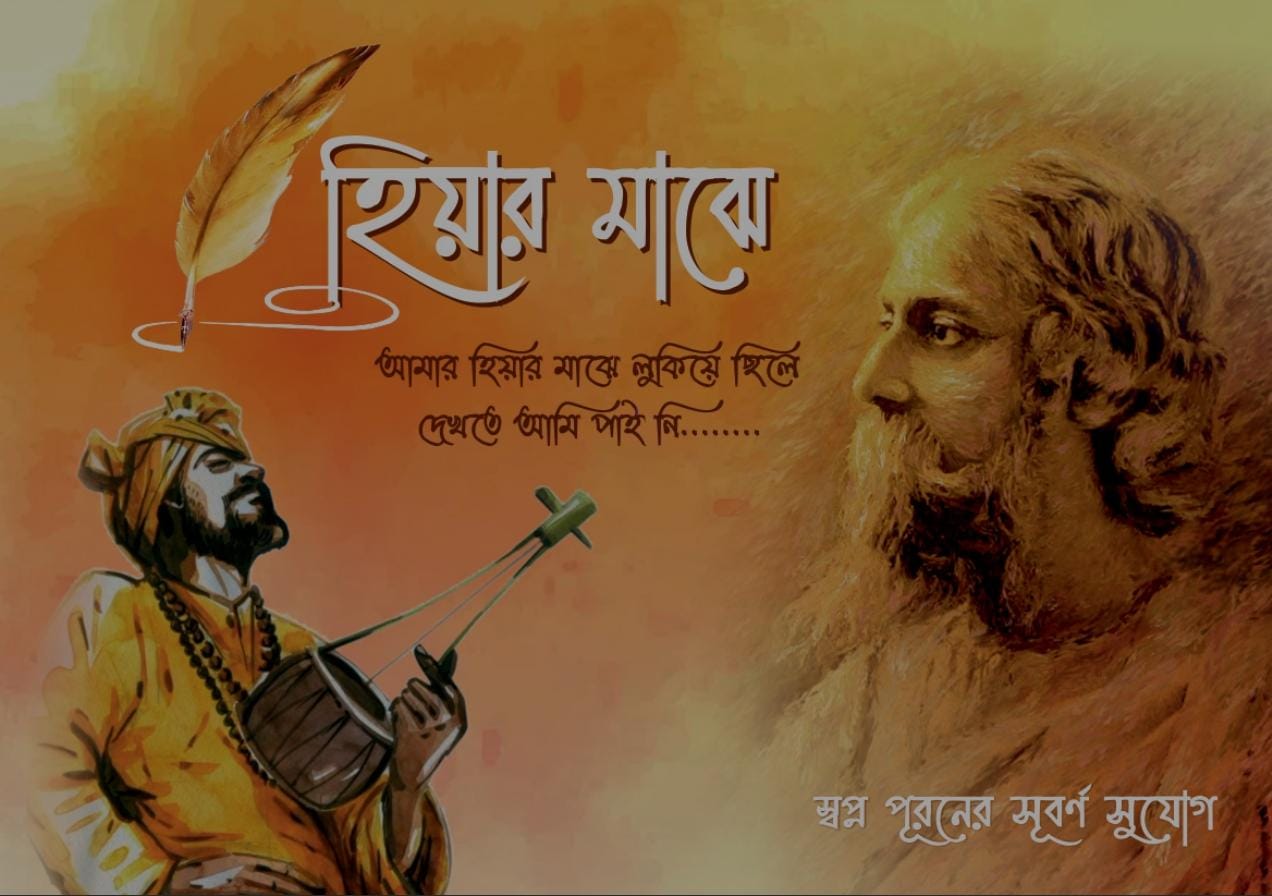 হিয়ার মাঝে
আমার হিয়ার মাঝে লুকিয়ে ছিলে
দেখতে আমি পাই নি........
স্বপ্ন পূরনের সূবর্ণ সুযোগ